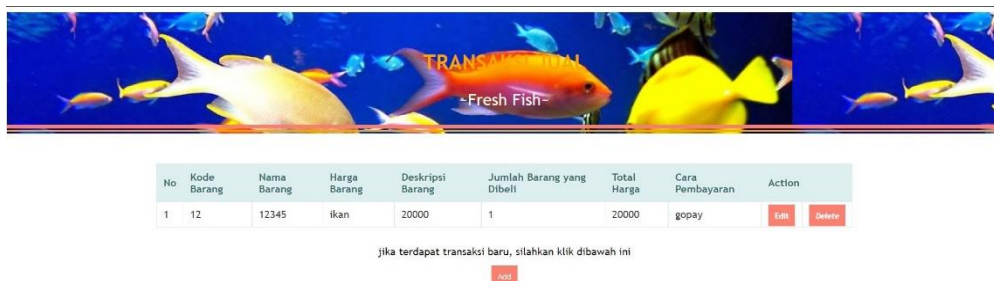 TRANSAKSI JUAL
~Fresh Fish~
No Kode Barang Nama Barang Harga Barang Deskripsi Barang Jumlah Barang yang Dibeli Total Harga Cara Pembayaran Action
1 12 12345 ikan 20000 1 20000 gopay Edit Delete
jika terdapat transaksi baru, silahkan klik dibawah ini
Add